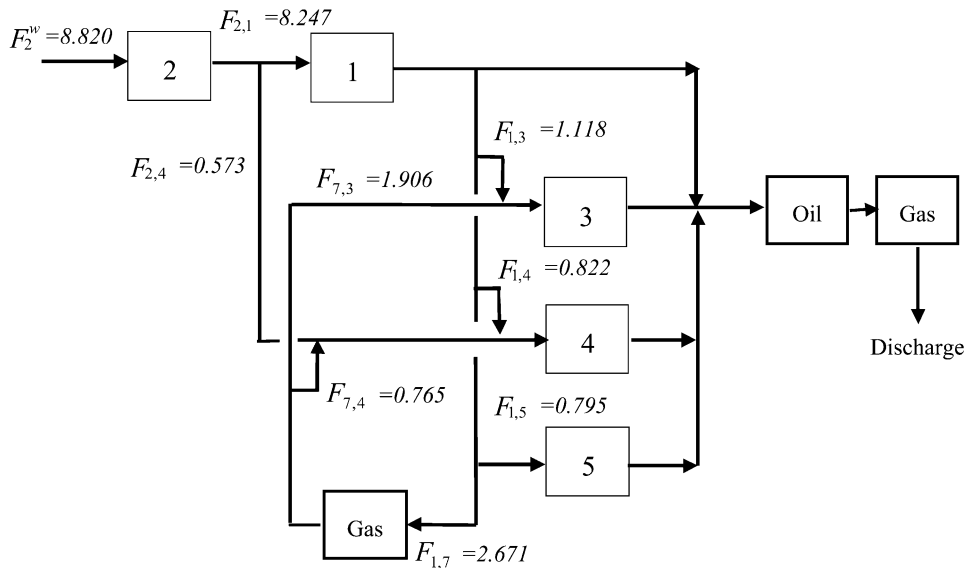 F₂ʷ=8.820
2
F₂,₁=8.247
1
F₂,₄ =0.573
F₁,₃ =1.118
F₇,₃ =1.906
3
Oil
Gas
F₁,₄ =0.822
4
Discharge
F₇,₄ =0.765
F₁,₅ =0.795
5
Gas
F₁,₇ =2.671